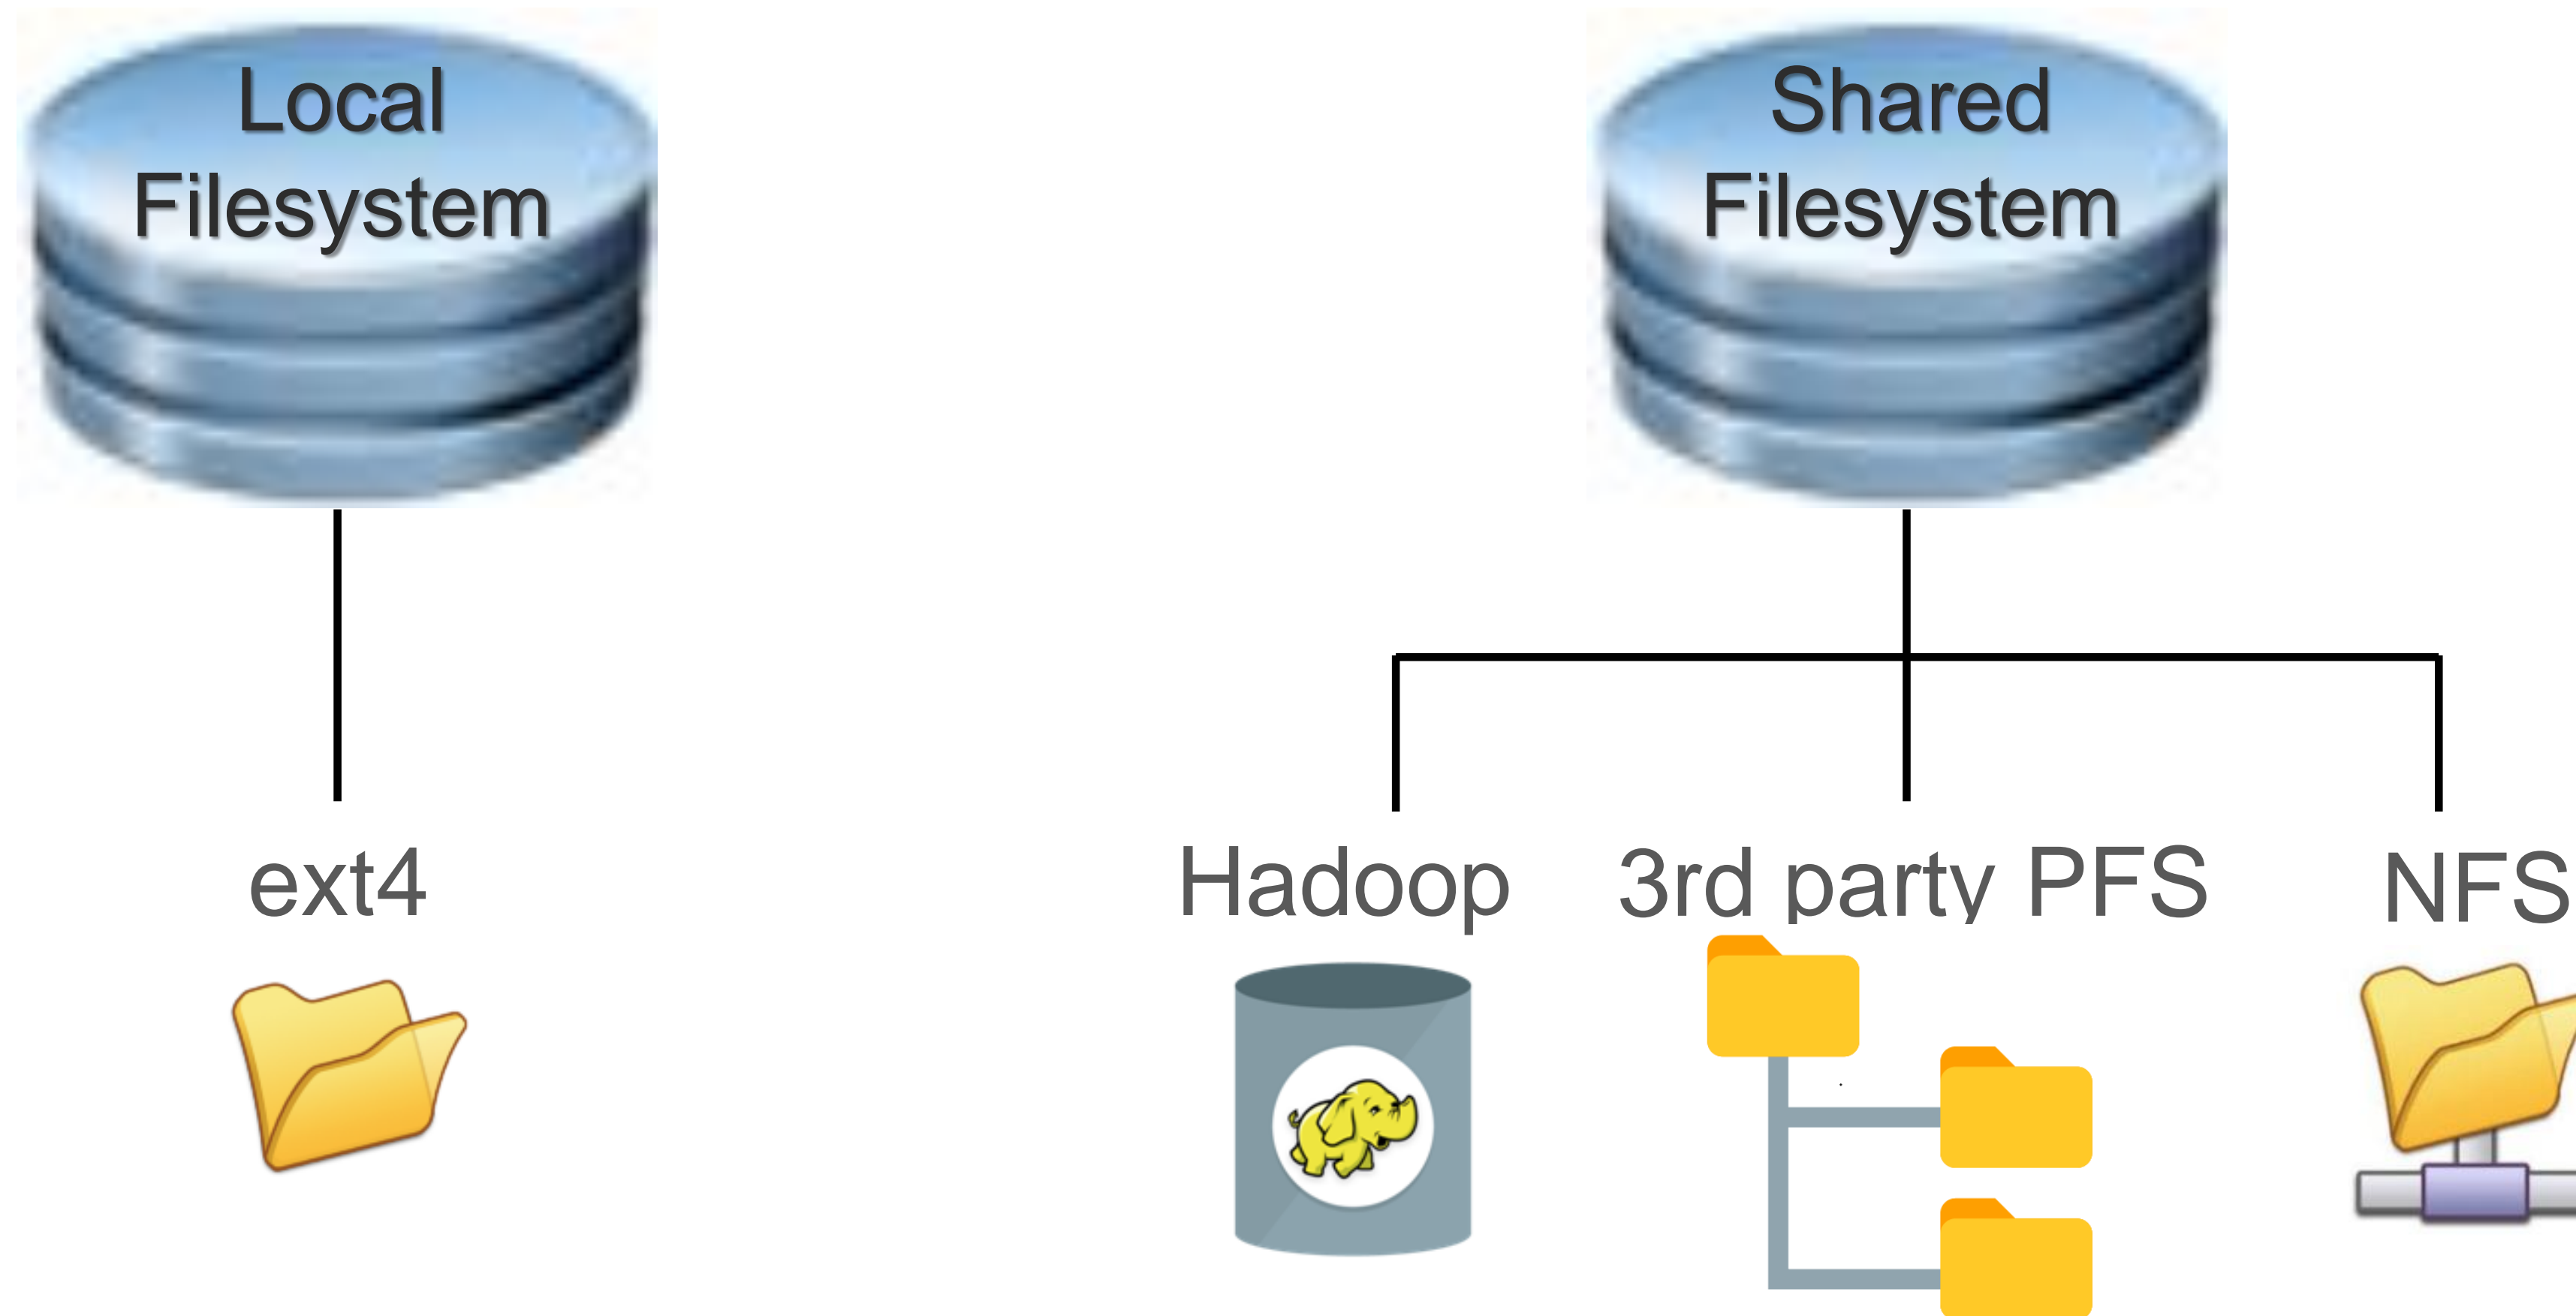 Local
Filesystem
Shared
Filesystem
ext4
Hadoop
3rd party PFS
NFS